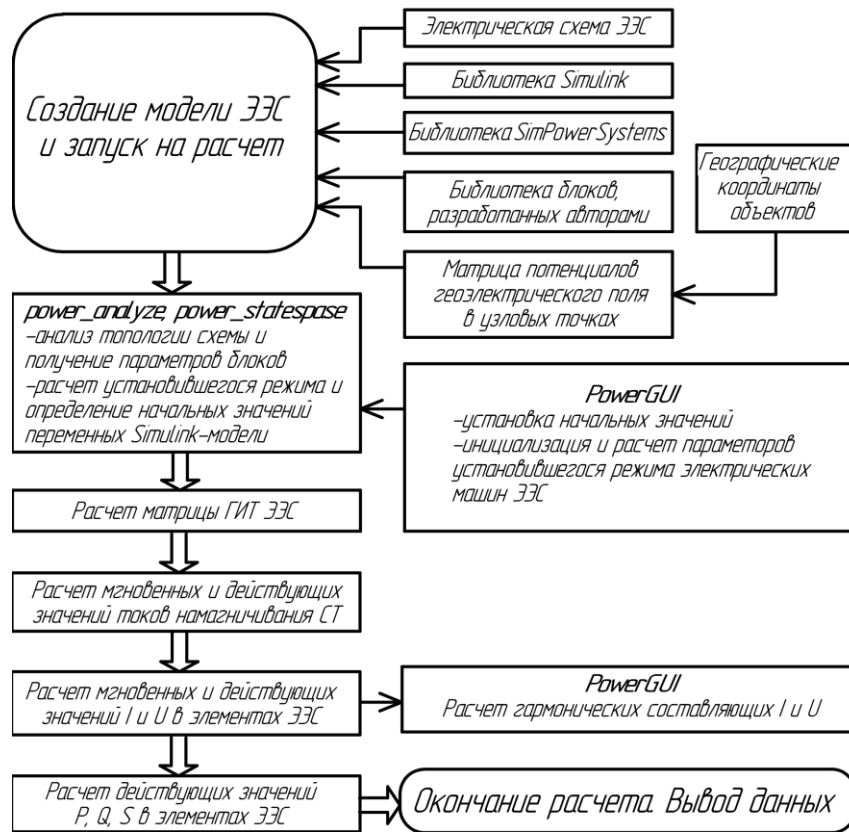 Электрическая схема ЭЭС
Создание модели ЭЭС
и запуск на расчет
Библиотека Simulink
Библиотека SimPowerSystems
Библиотека блоков,
разработанных авторами
Географические
координаты
объектов
Матрица потенциалов
геоэлектрического поля
в узловых точках
power_analyze, power_statespase
-анализ топологии схемы и
получение параметров блоков
-расчет установившегося режима и
определение начальных значений
переменных Simulink-модели
PowerGUI
-установка начальных значений
-инициализация и расчет параметоров
установившегося режима электрических
машин ЭЭС
Расчет матрицы ГИТ ЭЭС
Расчет мгновенных и действующих
значений токов намагничивания СТ
Расчет мгновенных и действующих
значений I и U в элементах ЭЭС
PowerGUI
Расчет гармонических составляющих I и U
Расчет действующих значений
P, Q, S в элементах ЭЭС
Окончание расчета. Вывод данных